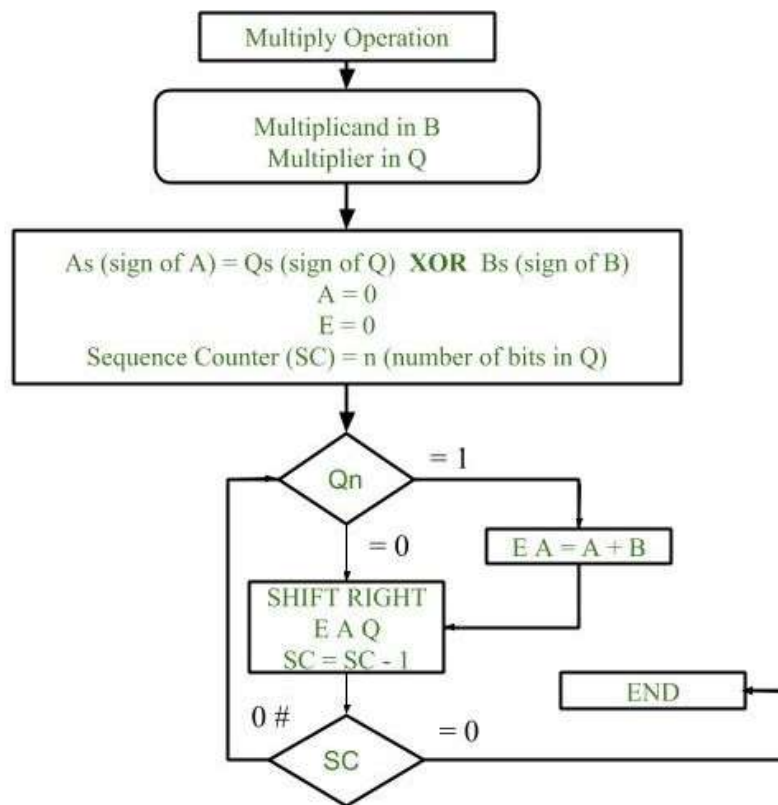 Multiply Operation
Multiplicand in B
Multiplier in Q
As (sign of A) = Qs (sign of Q) XOR Bs (sign of B)
A = 0
E = 0
Sequence Counter (SC) = n (number of bits in Q)
Qn
= 1
= 0
E A = A + B
SHIFT RIGHT
E A Q
SC = SC - 1
END
0 #
= 0
SC